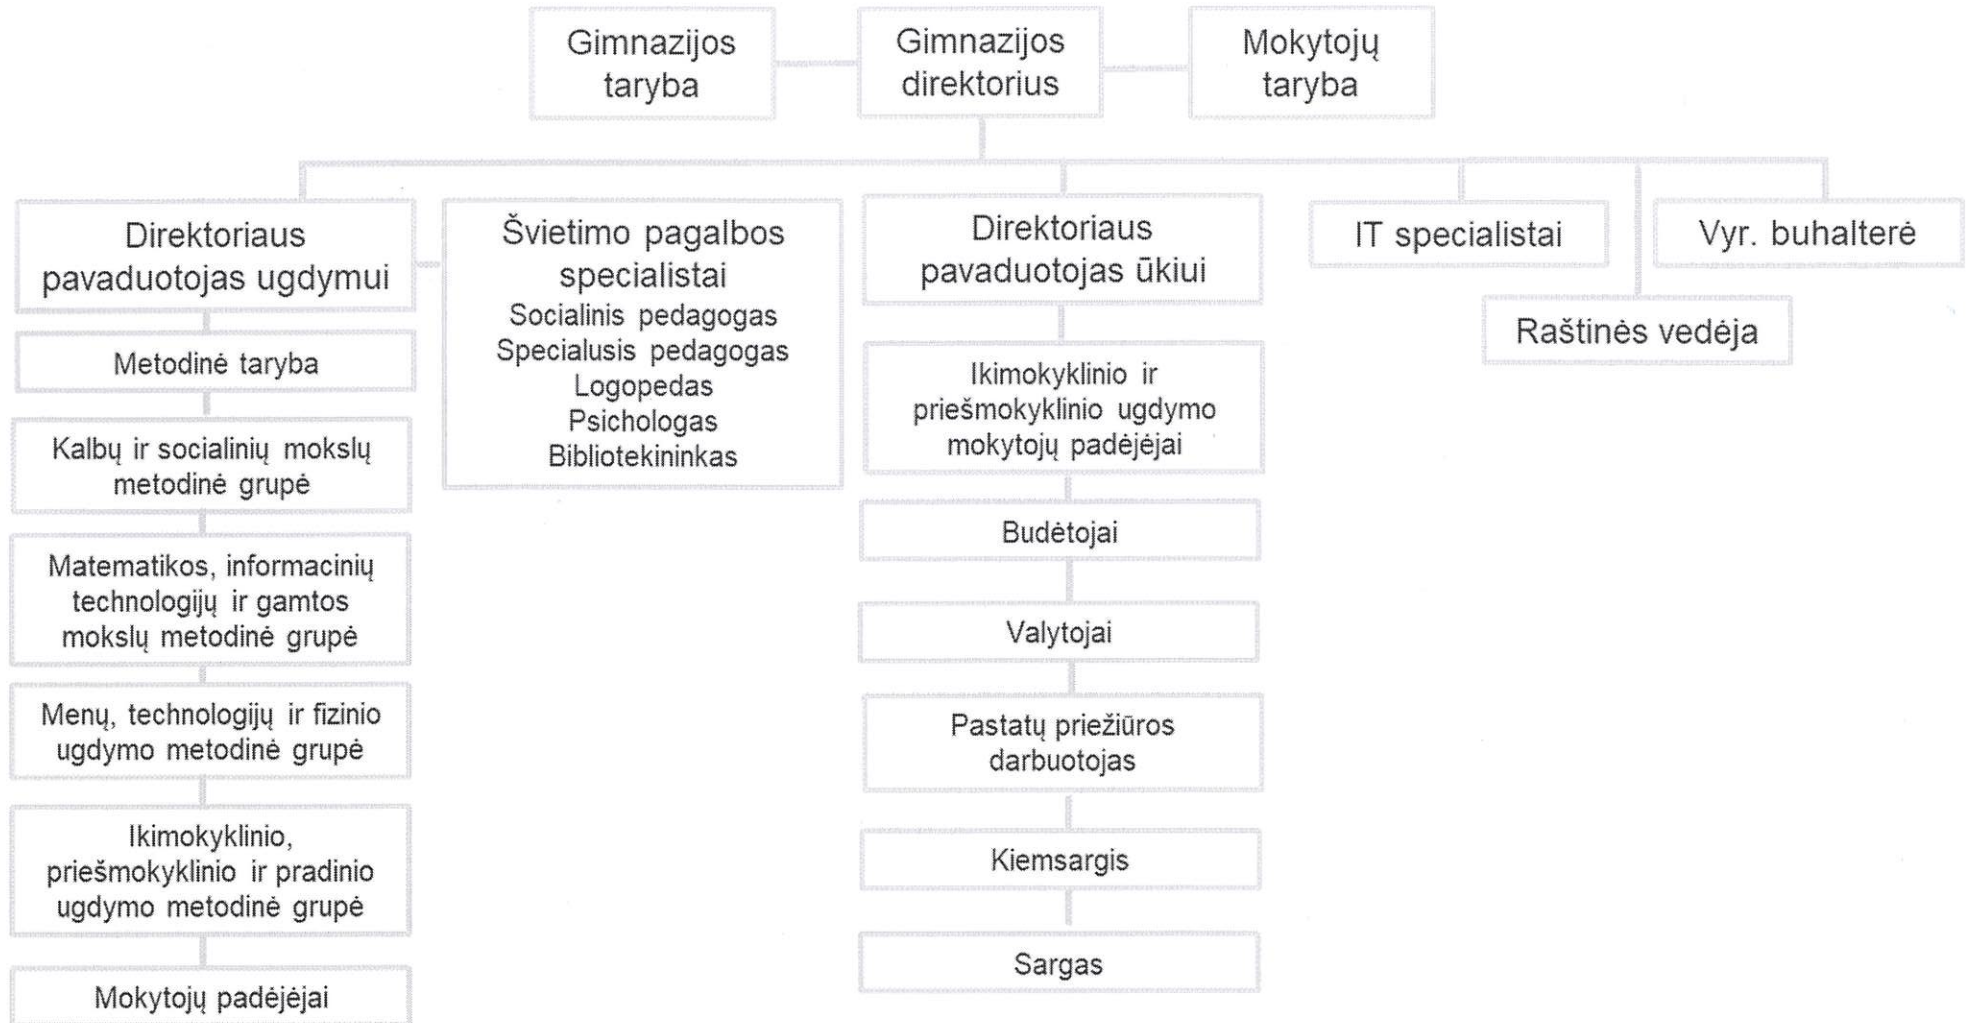 Gimnazijos
taryba
Gimnazijos
direktorius
Mokytojų
taryba
Direktoriaus
pavaduotojas ugdymui
Švietimo pagalbos
specialistai
Socialinis pedagogas
Specialusis pedagogas
Logopedas
Psichologas
Bibliotekininkas
Direktoriaus
pavaduotojas ūkiui
IT specialistai
Vyr. buhalterė
Raštinės vedėja
Metodinė taryba
Kalbų ir socialinių mokslų
metodinė grupė
Matematikos, informacinių
technologijų ir gamtos
mokslų metodinė grupė
Menų, technologijų ir fizinio
ugdymo metodinė grupė
Ikimokyklinio,
priešmokyklinio ir pradinio
ugdymo metodinė grupė
Mokytojų padėjėjai
Ikimokyklinio ir
priešmokyklinio ugdymo
mokytojų padėjėjai
Budėtojai
Valytojai
Pastatų priežiūros
darbuotojas
Kiemsargis
Sargas